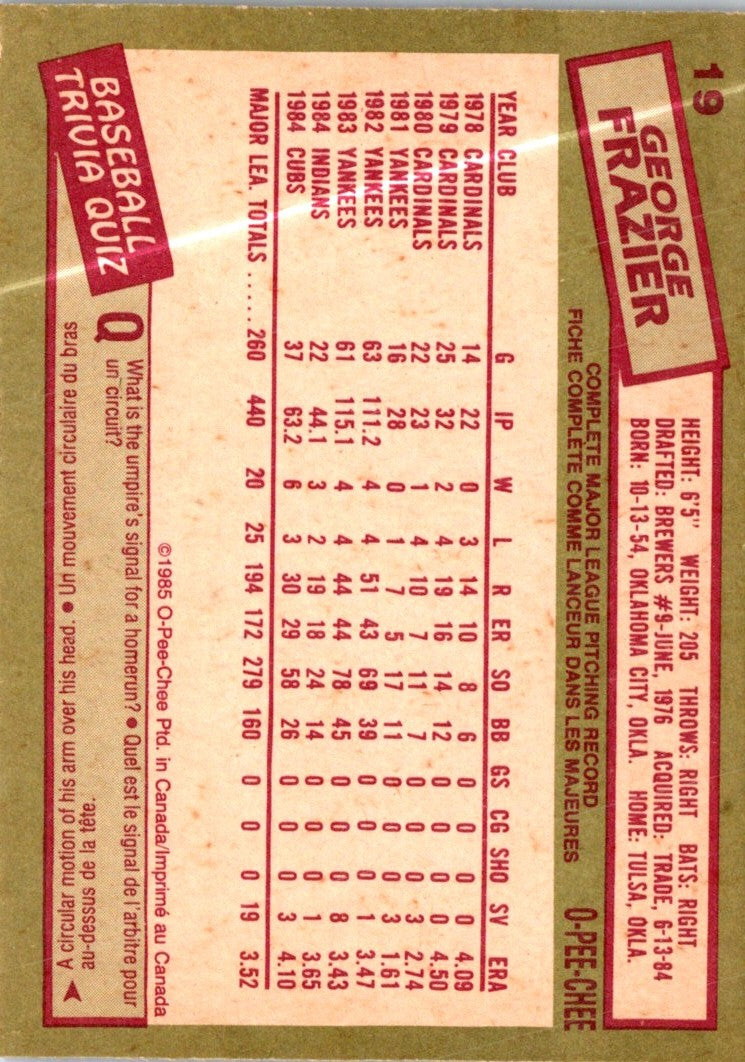 19
GEORGE
FRAZIER
HEIGHT: 6'5" WEIGHT: 205 THROWS: RIGHT BATS: RIGHT
DRAFTED: BREWERS #9-JUNE, 1976 ACQUIRED: TRADE, 6-13-84
BORN: 10-13-54, OKLAHOMA CITY, OKLA. HOME: TULSA, OKLA.
COMPLETE MAJOR LEAGUE PITCHING RECORD
FICHE COMPLETE COMME LANCEUR DANS LES MAJEURES
O-PEE-CHEE
YEAR CLUB G IP W L R ER SO BB GS CG SHO SV ERA
1978 CARDINALS 14 22 0 3 14 10 8 6 0 0 0 0 4.09
1979 CARDINALS 25 32 2 4 19 16 14 12 0 0 0 0 4.50
1980 CARDINALS 22 23 1 4 10 7 11 7 0 0 0 3 2.74
1981 YANKEES 16 28 0 1 7 5 17 11 0 0 0 3 1.61
1982 YANKEES 63 111.2 4 4 51 43 69 39 0 0 0 1 3.47
1983 YANKEES 61 115.1 4 4 44 44 78 45 0 0 0 8 3.43
1984 INDIANS 22 44.1 3 2 19 18 24 14 0 0 0 1 3.65
1984 CUBS 37 63.2 6 3 30 29 58 26 0 0 0 3 4.10
MAJOR LEA. TOTALS ..... 260 440 20 25 194 172 279 160 0 0 0 19 3.52
©1985 O-Pee-Chee Ptd. in Canada/Imprimé au Canada
BASEBALL
TRIVIA QUIZ
Q What is the umpire's signal for a homerun? ● Quel est le signal de l'arbitre pour
un circuit?
A circular motion of his arm over his head. ● Un mouvement circulaire du bras
au-dessus de la tête.